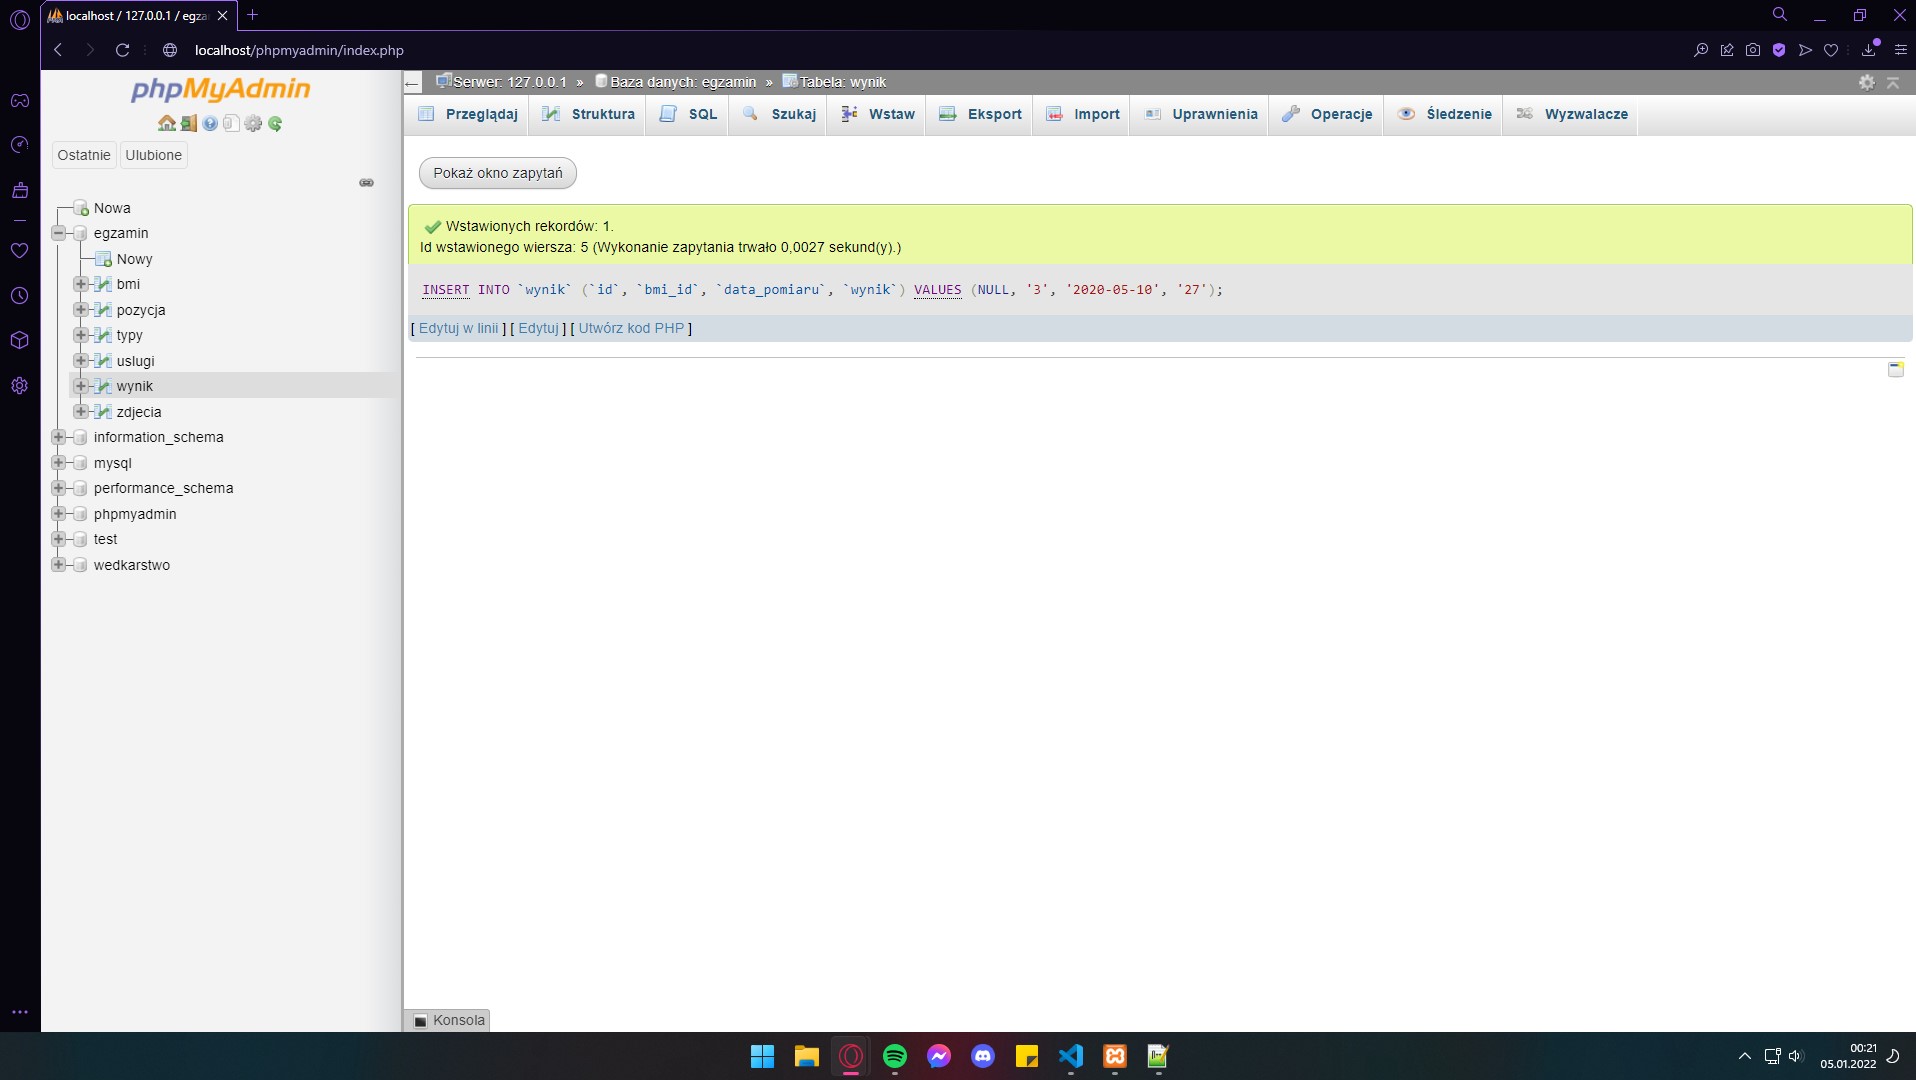 localhost / 127.0.0.1 / egza
localhost/phpmyadmin/index.php
phpMyAdmin
Ostatnie
Ulubione
Nowa
egzamin
Nowy
bmi
pozycja
typy
uslugi
wynik
zdjecia
information_schema
mysql
performance_schema
phpmyadmin
test
wedkarstwo
Serwer: 127.0.0.1 » Baza danych: egzamin » Tabela: wynik
Przeglądaj Struktura SQL Szukaj Wstaw Eksport Import Uprawnienia Operacje Śledzenie Wyzwalacze
Pokaż okno zapytań
Wstawionych rekordów: 1.
Id wstawionego wiersza: 5 (Wykonanie zapytania trwało 0,0027 sekund(y).)
INSERT INTO `wynik` (`id`, `bmi_id`, `data_pomiaru`, `wynik`) VALUES (NULL, '3', '2020-05-10', '27');
[ Edytuj w linii ] [ Edytuj ] [ Utwórz kod PHP ]
Konsola
00:21
05.01.2022